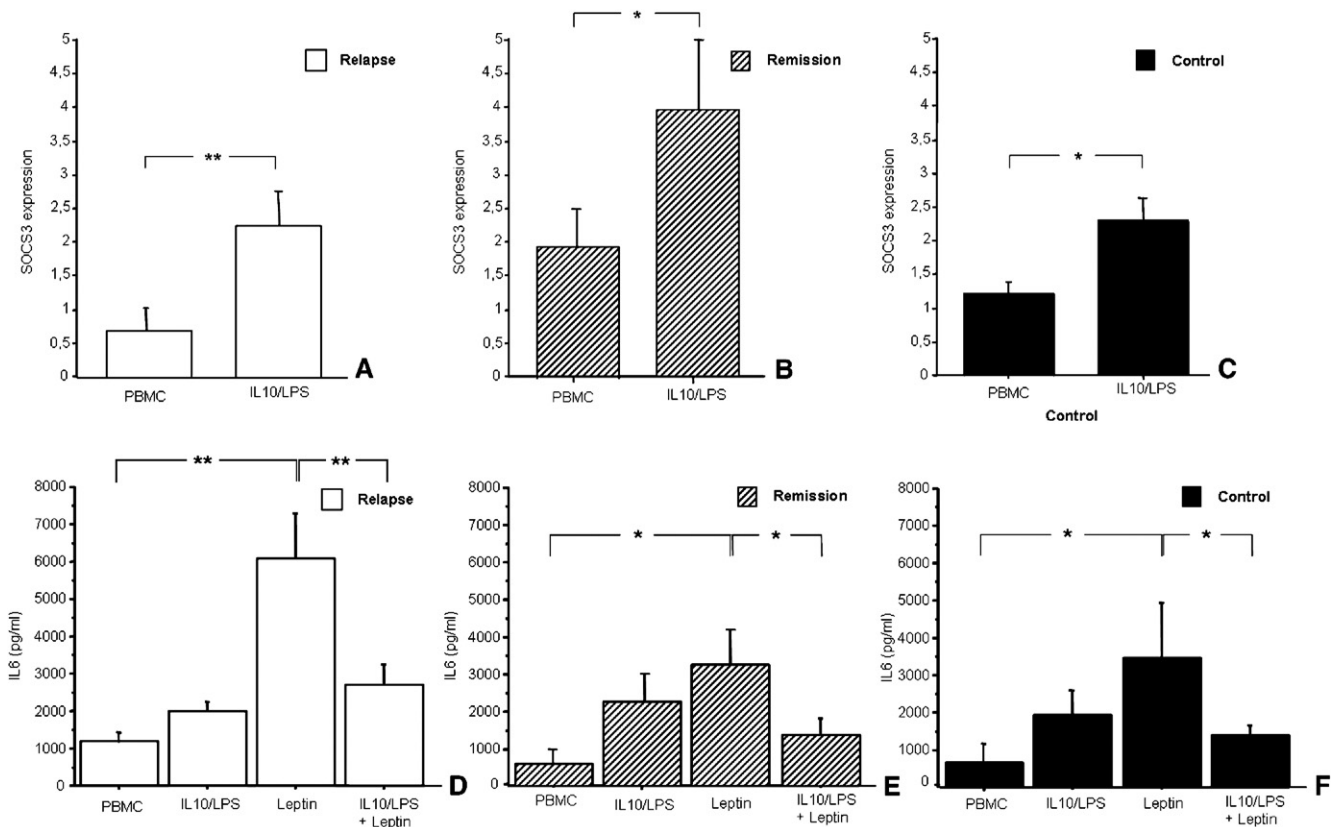 5
4,5
4
3,5
3
2,5
2
1,5
1
0,5
0
SOCS3 expression
Relapse
**
PBMC
IL10/LPS
A
5
4,5
4
3,5
3
2,5
2
1,5
1
0,5
0
SOCS3 expression
*
Remission
PBMC
IL10/LPS
B
5
4,5
4
3,5
3
2,5
2
1,5
1
0,5
0
SOCS3 expression
Control
*
PBMC
IL10/LPS
Control
C
8000
7000
6000
5000
4000
3000
2000
1000
0
IL6 (pg/ml)
** **
Relapse
PBMC
IL10/LPS
Leptin
IL10/LPS
+ Leptin
D
8000
7000
6000
5000
4000
3000
2000
1000
0
IL6 (pg/ml)
Remission
* *
PBMC
IL10/LPS
Leptin
IL10/LPS
+ Leptin
E
8000
7000
6000
5000
4000
3000
2000
1000
0
IL6 (pg/ml)
Control
* *
PBMC
IL10/LPS
Leptin
IL10/LPS
+ Leptin
F